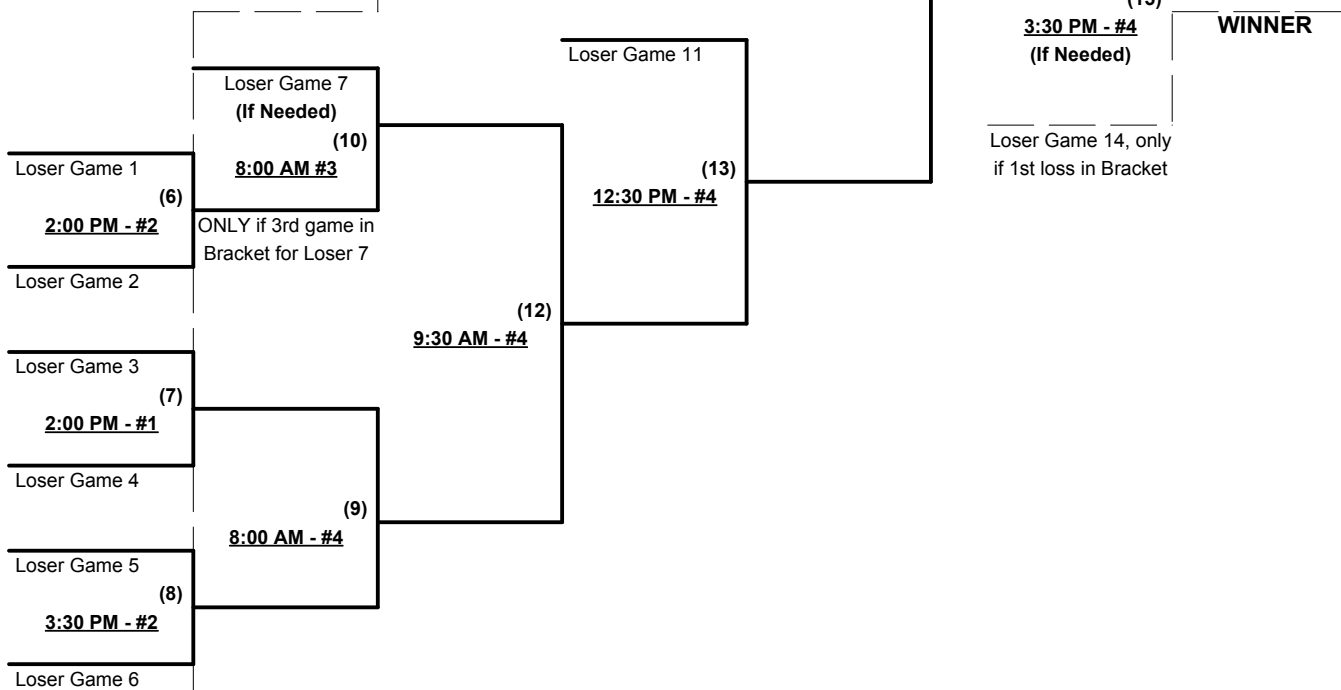 (15)
3:30 PM - #4
(If Needed)
WINNER
Loser Game 14, only
if 1st loss in Bracket
Loser Game 11
(13)
12:30 PM - #4
Loser Game 7
(If Needed)
(10)
8:00 AM #3
ONLY if 3rd game in
Bracket for Loser 7
Loser Game 1
(6)
2:00 PM - #2
Loser Game 2
(12)
9:30 AM - #4
Loser Game 3
(7)
2:00 PM - #1
Loser Game 4
(9)
8:00 AM - #4
Loser Game 5
(8)
3:30 PM - #2
Loser Game 6